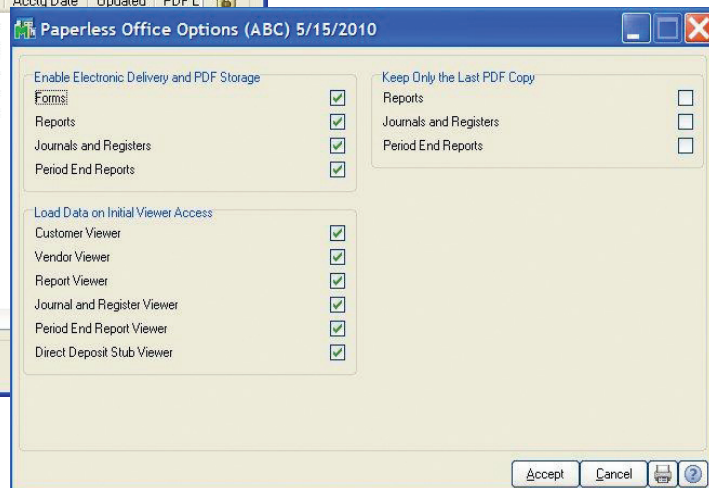 Acctg Date Updated PDF L
Paperless Office Options (ABC) 5/15/2010
Enable Electronic Delivery and PDF Storage
Forms
Reports
Journals and Registers
Period End Reports
Keep Only the Last PDF Copy
Reports
Journals and Registers
Period End Reports
Load Data on Initial Viewer Access
Customer Viewer
Vendor Viewer
Report Viewer
Journal and Register Viewer
Period End Report Viewer
Direct Deposit Stub Viewer
Accept Cancel ?